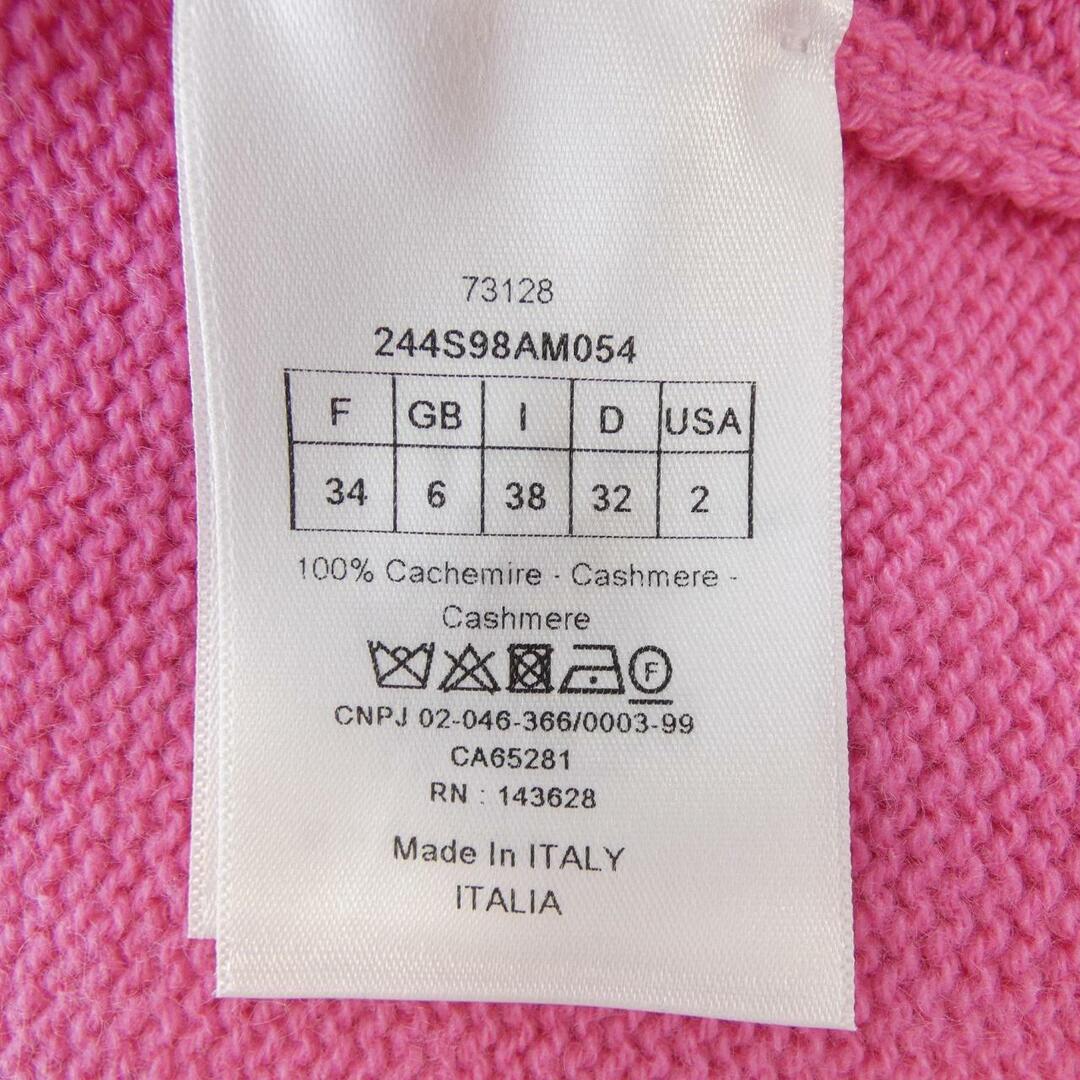 73128
244S98AM054
F GB I D USA
34 6 38 32 2
100% Cachemire - Cashmere -
Cashmere
F
CNPJ 02-046-366/0003-99
CA65281
RN : 143628
Made In ITALY
ITALIA